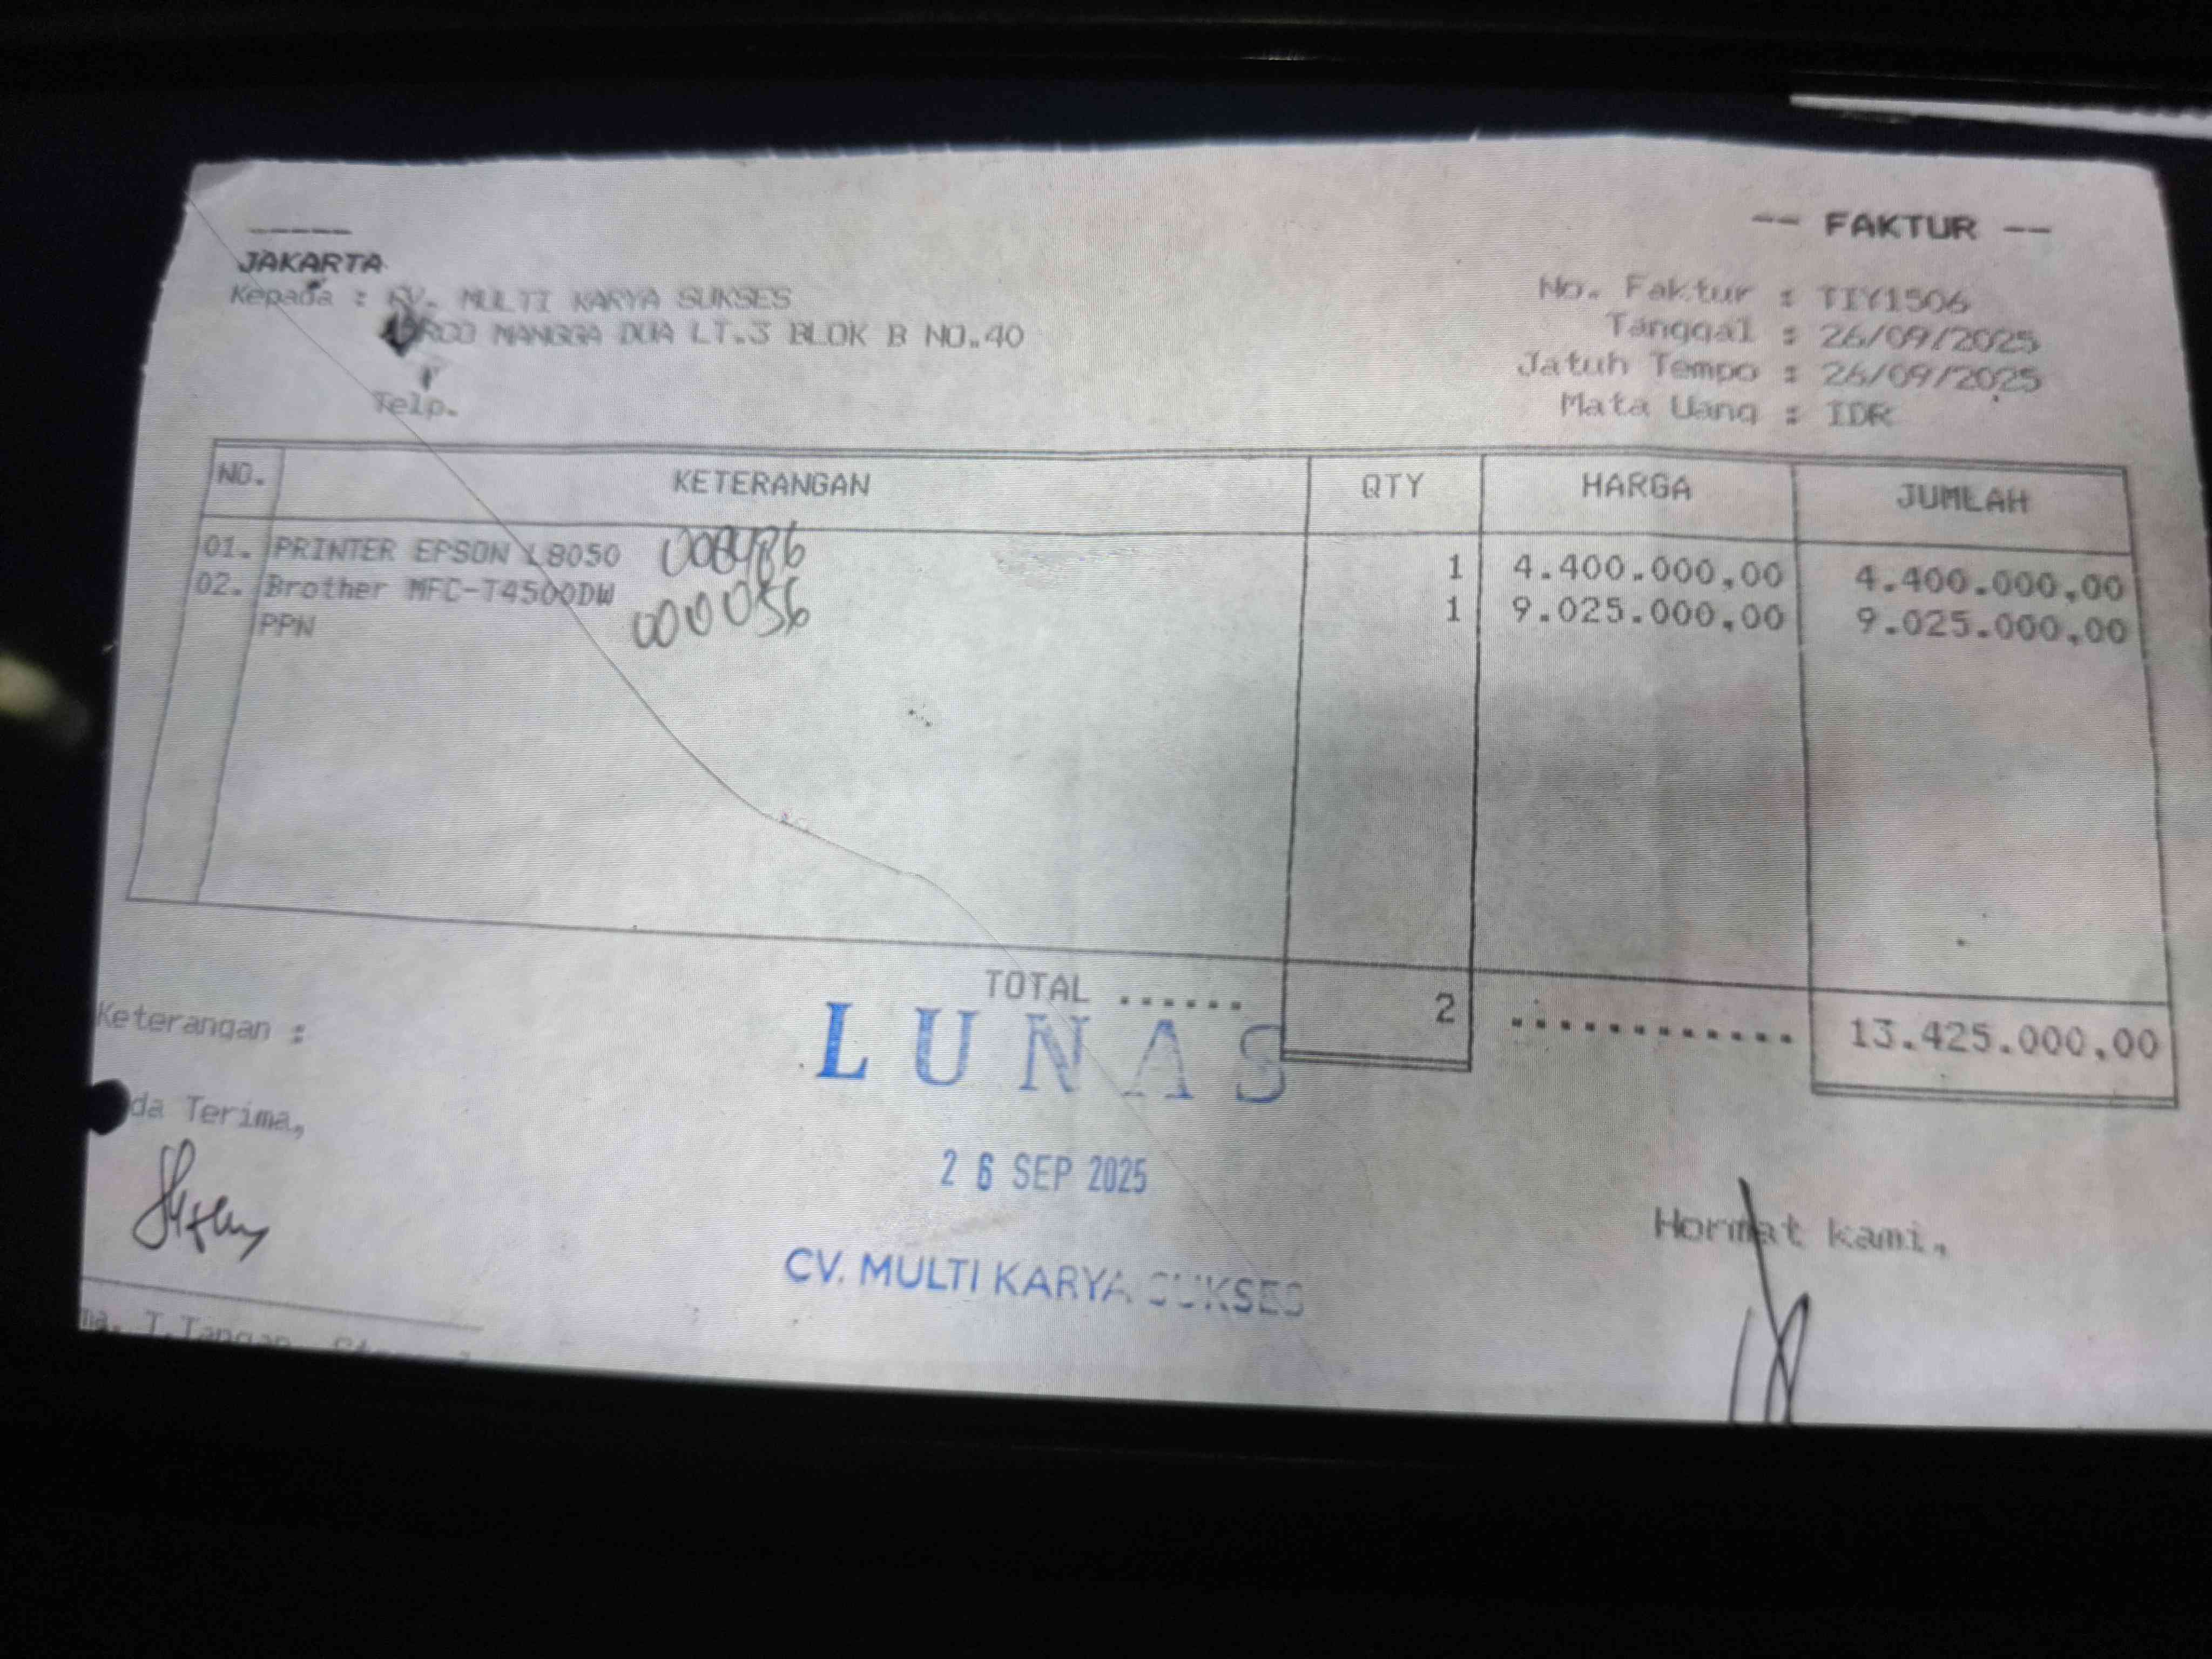 -- FAKTUR --
JAKARTA
Kepada : CV. MULTI KARYA SUKSES
MANGGA DUA LT.3 BLOK B NO.40
Telp.
No. Faktur : TIY1506
Tanggal : 26/09/2025
Jatuh Tempo : 26/09/2025
Mata Uang : IDR
NO. KETERANGAN QTY HARGA JUMLAH
01. PRINTER EPSON L8050 008486 1 4.400.000,00 4.400.000,00
02. Brother MFC-T4500DW 1 9.025.000,00 9.025.000,00
PPN 000056
TOTAL ...... 2 ............ 13.425.000,00
Keterangan :
LUNAS
da Terima,
26 SEP 2025
Hormat kami,
CV. MULTI KARYA SUKSES
T.Tangan